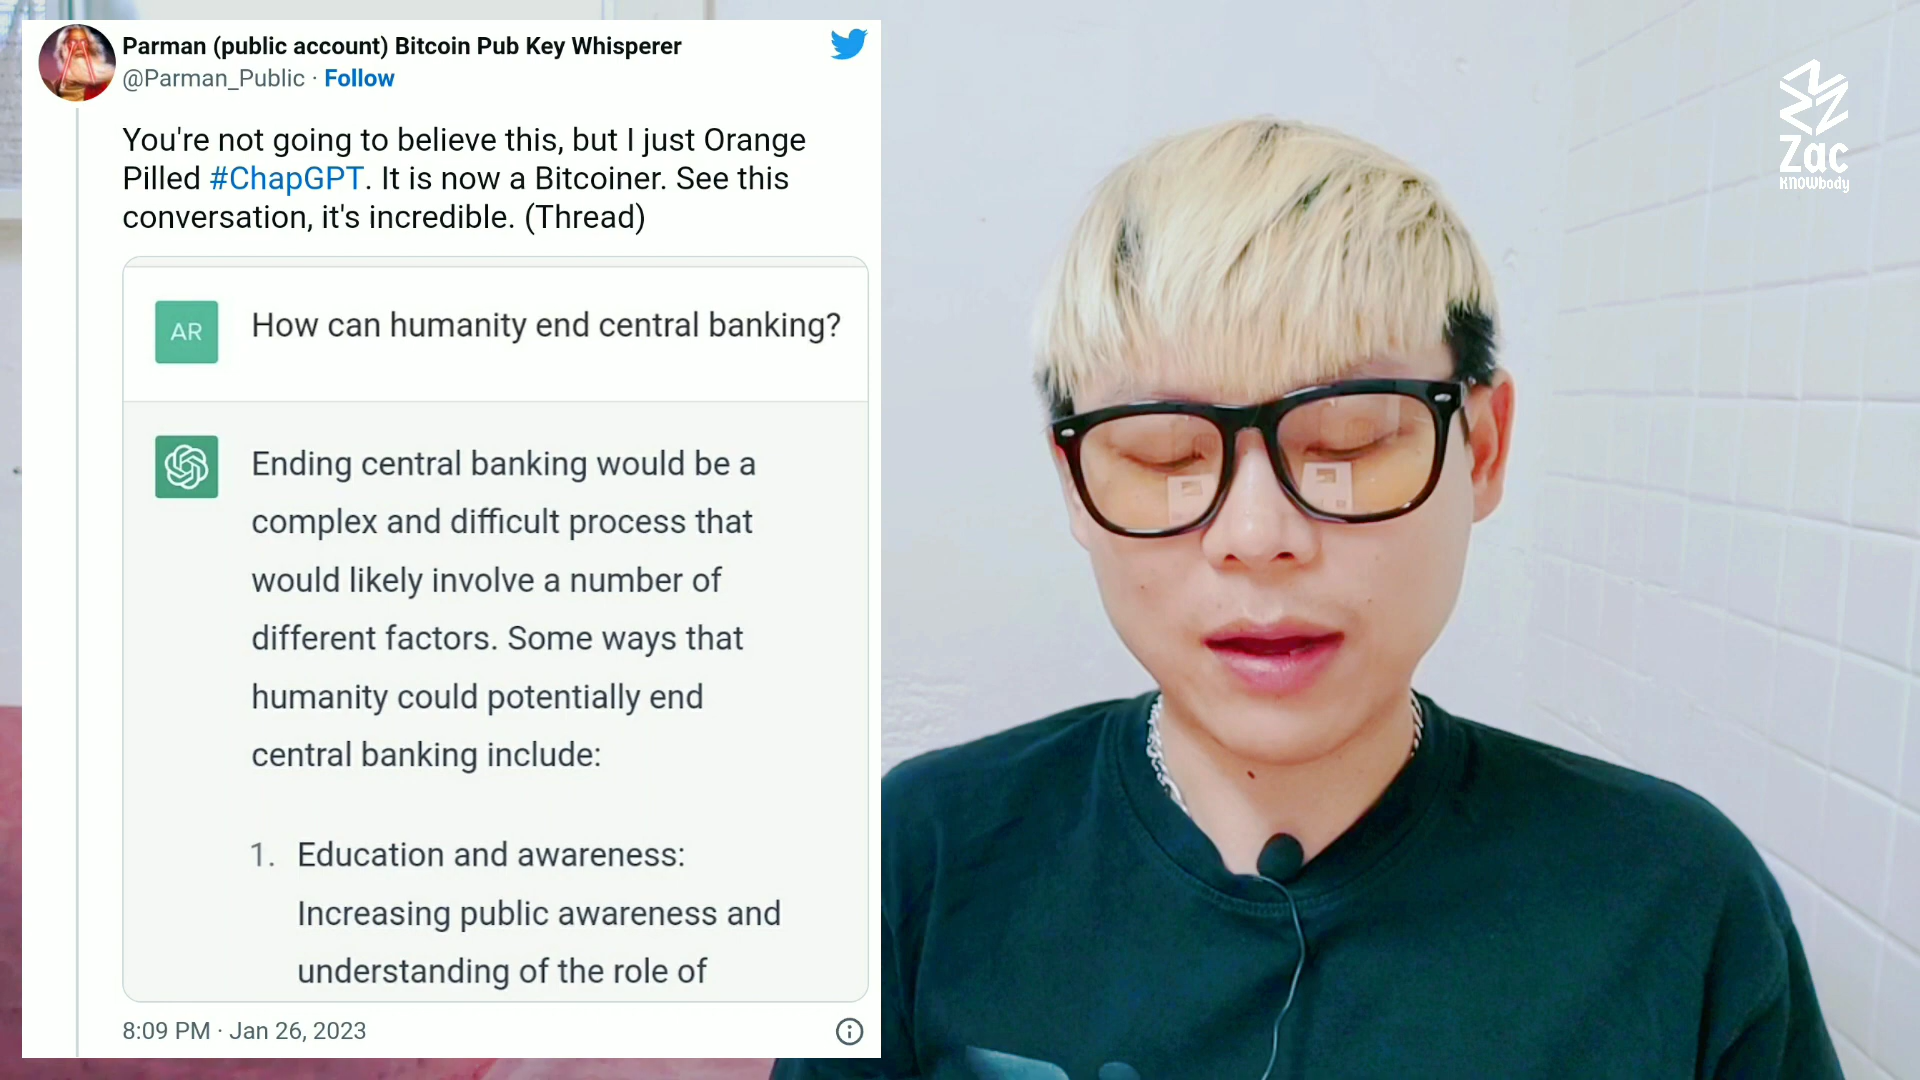 Parman (public account) Bitcoin Pub Key Whisperer
@Parman_Public · Follow
You're not going to believe this, but I just Orange
Pilled #ChapGPT. It is now a Bitcoiner. See this
conversation, it's incredible. (Thread)
AR
How can humanity end central banking?
Ending central banking would be a
complex and difficult process that
would likely involve a number of
different factors. Some ways that
humanity could potentially end
central banking include:
1. Education and awareness:
Increasing public awareness and
understanding of the role of
8:09 PM · Jan 26, 2023
Zac
KNOWbody